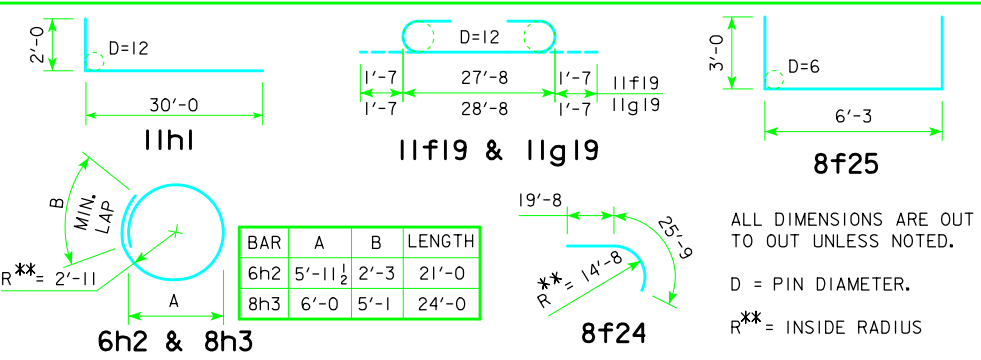 2'-0
D=12
30'-0
11h1
D=12
1'-7 27'-8 1'-7 11f19
1'-7 28'-8 1'-7 11g19
11f19 & 11g19
3'-0
D=6
6'-3
8f25
B
MIN. LAP
R**= 2'-11
A
6h2 & 8h3
BAR A B LENGTH
6h2 5'-11 1/2 2'-3 21'-0
8h3 6'-0 5'-1 24'-0
19'-8
25'-9
R**= 14'-8
8f24
ALL DIMENSIONS ARE OUT
TO OUT UNLESS NOTED.
D = PIN DIAMETER.
R**= INSIDE RADIUS